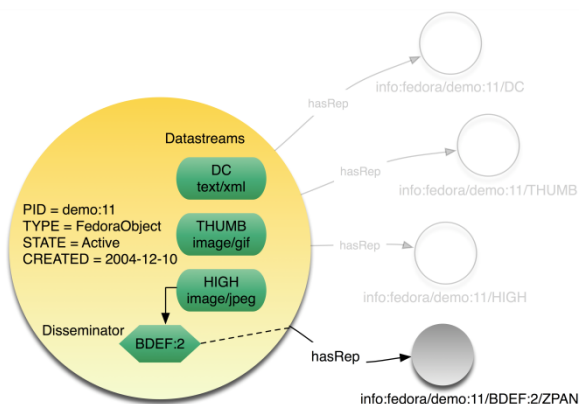 hasRep
info:fedora/demo:11/DC
Datastreams
DC
text/xml
hasRep
info:fedora/demo:11/THUMB
PID = demo:11
TYPE = FedoraObject
STATE = Active
CREATED = 2004-12-10
THUMB
image/gif
hasRep
info:fedora/demo:11/HIGH
HIGH
image/jpeg
Disseminator
BDEF:2
hasRep
info:fedora/demo:11/BDEF:2/ZPAN